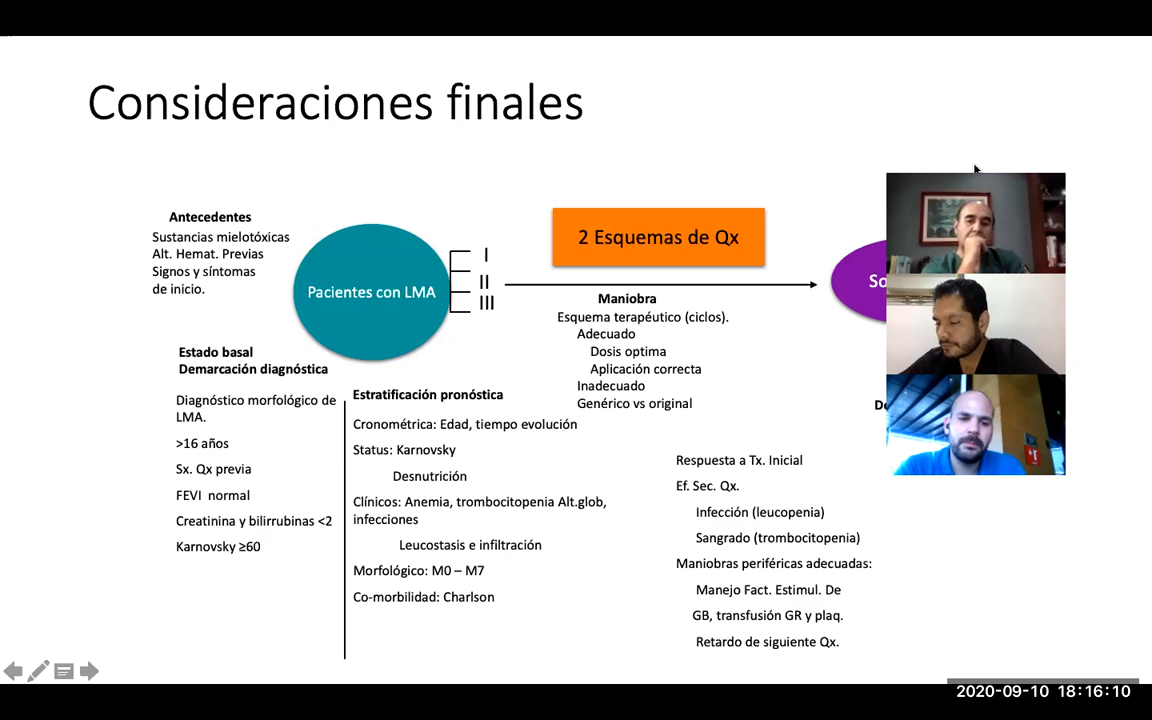 Consideraciones finales
Antecedentes
Sustancias mielotóxicas
Alt. Hemat. Previas
Signos y síntomas
de inicio.
Pacientes con LMA
I
II
III
2 Esquemas de Qx
Maniobra
Esquema terapéutico (ciclos).
Adecuado
Dosis optima
Aplicación correcta
Inadecuado
Genérico vs original
Estado basal
Demarcación diagnóstica
Diagnóstico morfológico de
LMA.
>16 años
Sx. Qx previa
FEVI normal
Creatinina y bilirrubinas <2
Karnovsky ≥60
Estratificación pronóstica
Cronométrica: Edad, tiempo evolución
Status: Karnovsky
Desnutrición
Clínicos: Anemia, trombocitopenia Alt.glob,
infecciones
Leucostasis e infiltración
Morfológico: M0 – M7
Co-morbilidad: Charlson
Respuesta a Tx. Inicial
Ef. Sec. Qx.
Infección (leucopenia)
Sangrado (trombocitopenia)
Maniobras periféricas adecuadas:
Manejo Fact. Estimul. De
GB, transfusión GR y plaq.
Retardo de siguiente Qx.
2020-09-10 18:16:10